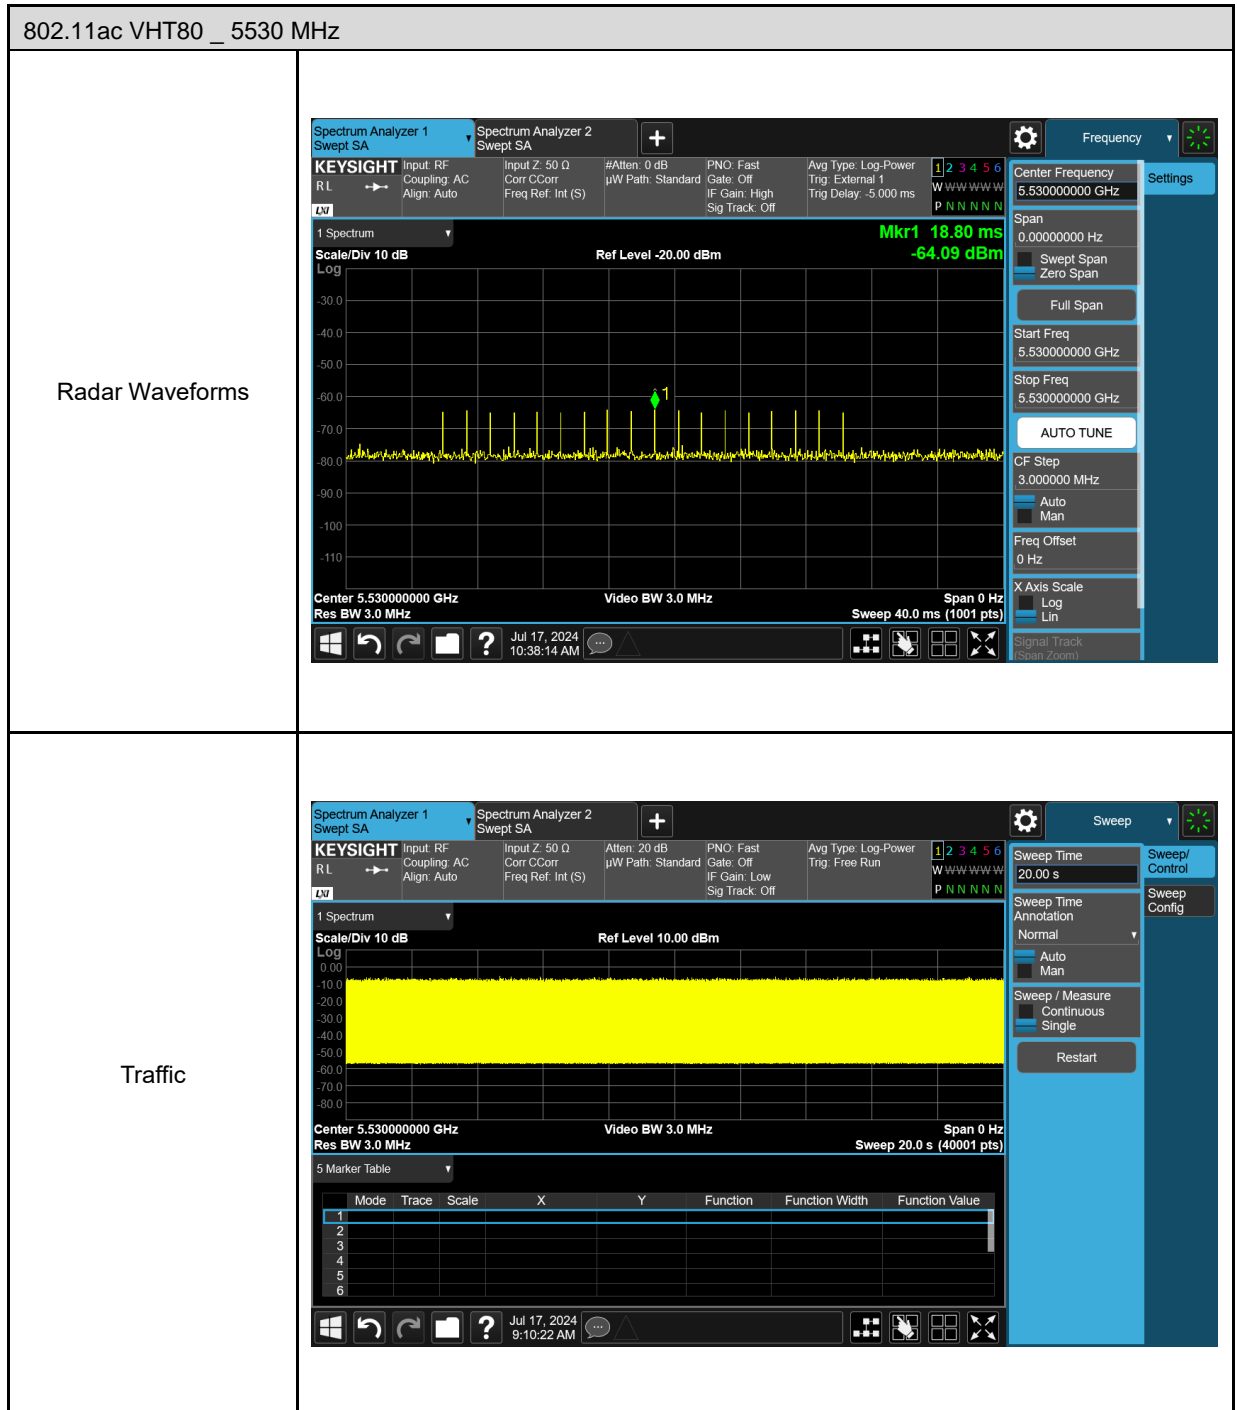 802.11ac VHT80 _ 5530 MHz
Radar Waveforms
Spectrum Analyzer 1
Swept SA
Spectrum Analyzer 2
Swept SA
Frequency
KEYSIGHT
RL
LXI
Input: RF
Coupling: AC
Align: Auto
Input Z: 50 Ω
Corr CCorr
Freq Ref: Int (S)
#Atten: 0 dB
µW Path: Standard
PNO: Fast
Gate: Off
IF Gain: High
Sig Track: Off
Avg Type: Log-Power
Trig: External 1
Trig Delay: -5.000 ms
1 2 3 4 5 6
W W W W W W
P N N N N N
1 Spectrum
Mkr1 18.80 ms
-64.09 dBm
Scale/Div 10 dB
Ref Level -20.00 dBm
Log
-30.0
-40.0
-50.0
-60.0
-70.0
-80.0
-90.0
-100
-110
1
Center 5.530000000 GHz
Video BW 3.0 MHz
Span 0 Hz
Res BW 3.0 MHz
Sweep 40.0 ms (1001 pts)
?
Jul 17, 2024
10:38:14 AM
Center Frequency
5.530000000 GHz
Settings
Span
0.00000000 Hz
Swept Span
Zero Span
Full Span
Start Freq
5.530000000 GHz
Stop Freq
5.530000000 GHz
AUTO TUNE
CF Step
3.000000 MHz
Auto
Man
Freq Offset
0 Hz
X Axis Scale
Log
Lin
Signal Track
(Span Zoom)
Traffic
Spectrum Analyzer 1
Swept SA
Spectrum Analyzer 2
Swept SA
Sweep
KEYSIGHT
RL
LXI
Input: RF
Coupling: AC
Align: Auto
Input Z: 50 Ω
Corr CCorr
Freq Ref: Int (S)
Atten: 20 dB
µW Path: Standard
PNO: Fast
Gate: Off
IF Gain: Low
Sig Track: Off
Avg Type: Log-Power
Trig: Free Run
1 2 3 4 5 6
W W W W W W
P N N N N N
1 Spectrum
Scale/Div 10 dB
Ref Level 10.00 dBm
Log
0.00
-10.0
-20.0
-30.0
-40.0
-50.0
-60.0
-70.0
-80.0
Center 5.530000000 GHz
Video BW 3.0 MHz
Span 0 Hz
Res BW 3.0 MHz
Sweep 20.0 s (40001 pts)
5 Marker Table
Mode Trace Scale X Y Function Function Width Function Value
1
2
3
4
5
6
?
Jul 17, 2024
9:10:22 AM
Sweep Time
20.00 s
Sweep/
Control
Sweep
Config
Sweep Time
Annotation
Normal
Auto
Man
Sweep / Measure
Continuous
Single
Restart